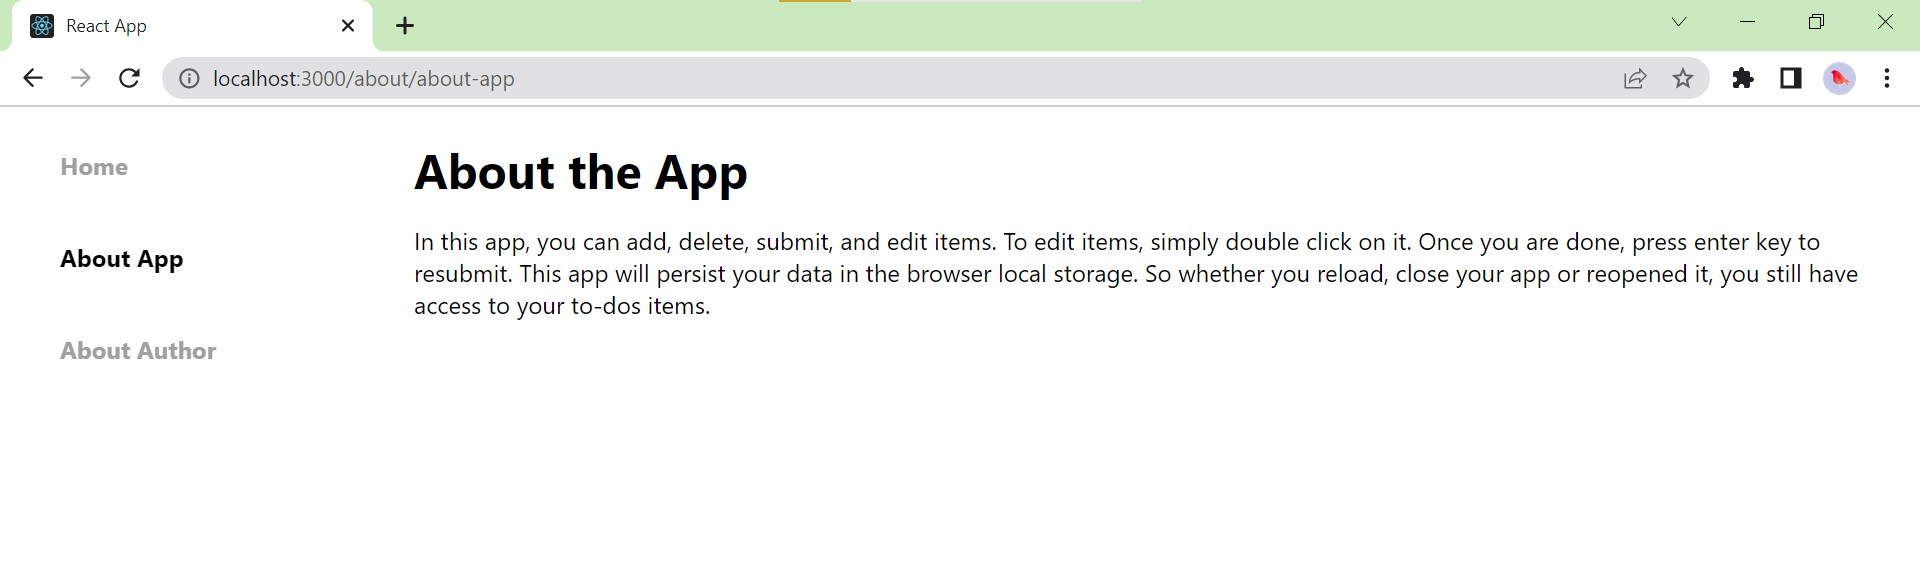 React App
localhost:3000/about/about-app
Home
About App
About Author
About the App
In this app, you can add, delete, submit, and edit items. To edit items, simply double click on it. Once you are done, press enter key to
resubmit. This app will persist your data in the browser local storage. So whether you reload, close your app or reopened it, you still have
access to your to-dos items.